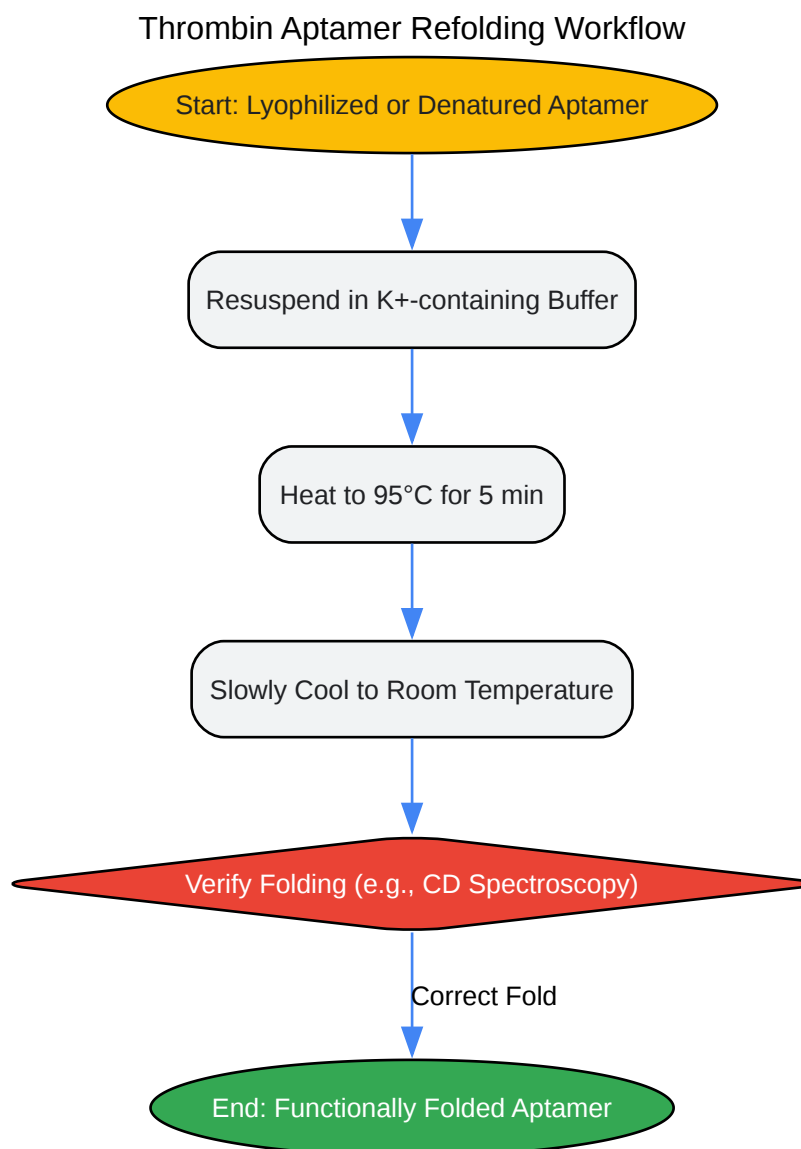 Thrombin Aptamer Refolding Workflow
Start: Lyophilized or Denatured Aptamer
Resuspend in K+-containing Buffer
Heat to 95°C for 5 min
Slowly Cool to Room Temperature
Verify Folding (e.g., CD Spectroscopy)
Correct Fold
End: Functionally Folded Aptamer